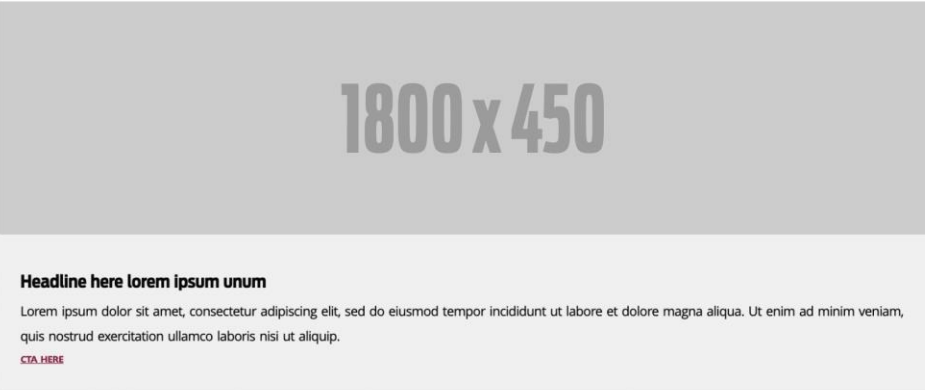 1800 x 450
Headline here lorem ipsum unum
Lorem ipsum dolor sit amet, consectetur adipiscing elit, sed do eiusmod tempor incididunt ut labore et dolore magna aliqua. Ut enim ad minim veniam,
quis nostrud exercitation ullamco laboris nisi ut aliquip.
CTA HERE